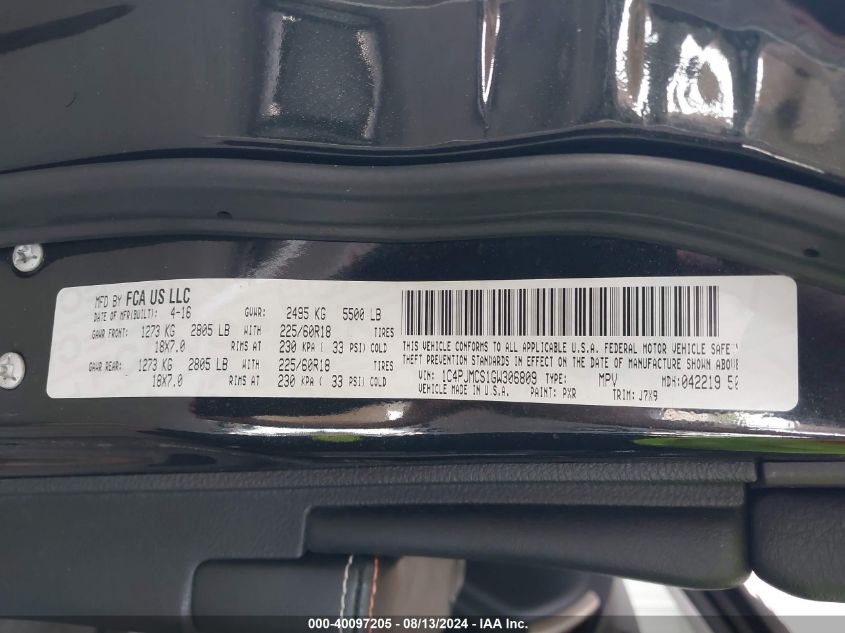 MFD BY FCA US LLC
DATE OF MFR(BUILT): 4-16 GVWR: 2495 KG 5500 LB
GAWR FRONT: 1273 KG 2805 LB WITH 225/60R18 TIRES
18X7.0 RIMS AT 230 KPA ( 33 PSI) COLD
GAWR REAR: 1273 KG 2805 LB WITH 225/60R18 TIRES
18X7.0 RIMS AT 230 KPA ( 33 PSI) COLD
THIS VEHICLE CONFORMS TO ALL APPLICABLE U.S.A. FEDERAL MOTOR VEHICLE
THEFT PREVENTION STANDARDS IN EFFECT ON THE DATE OF MANUFACTURE SHOWN ABOVE
VIN: 1C4PJMCS1GW306809 TYPE: MPV MDH: 042219
VEHICLE MADE IN U.S.A. PAINT: PXR TRIM: J7X9
000-40097205 - 08/13/2024 - IAA Inc.